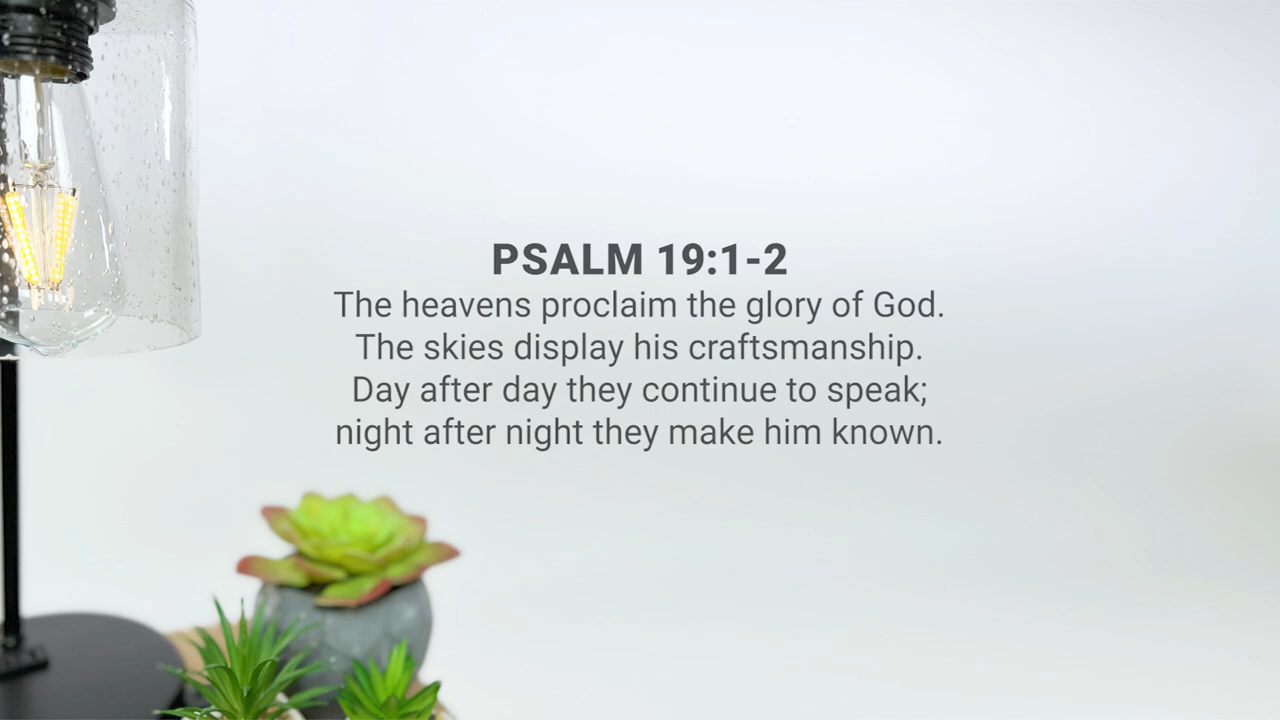 PSALM 19:1-2
The heavens proclaim the glory of God.
The skies display his craftsmanship.
Day after day they continue to speak;
night after night they make him known.